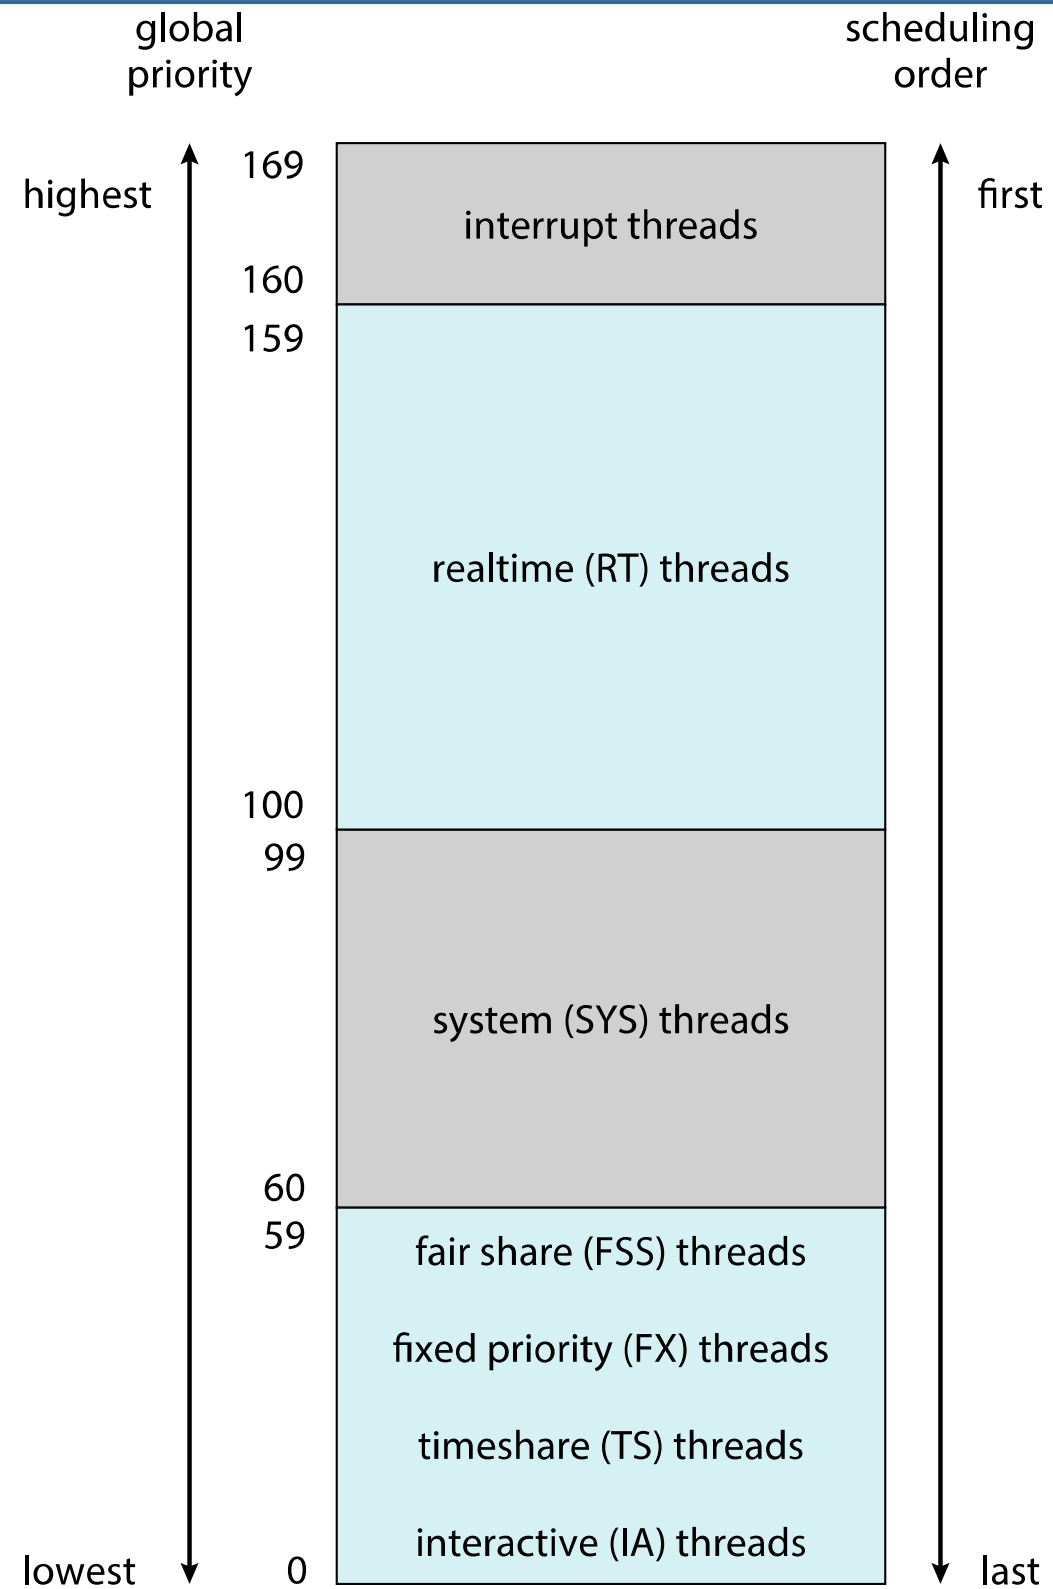 global
priority
scheduling
order
highest
169
interrupt threads
first
160
159
realtime (RT) threads
100
99
system (SYS) threads
60
59
fair share (FSS) threads
fixed priority (FX) threads
timeshare (TS) threads
interactive (IA) threads
lowest
0
last